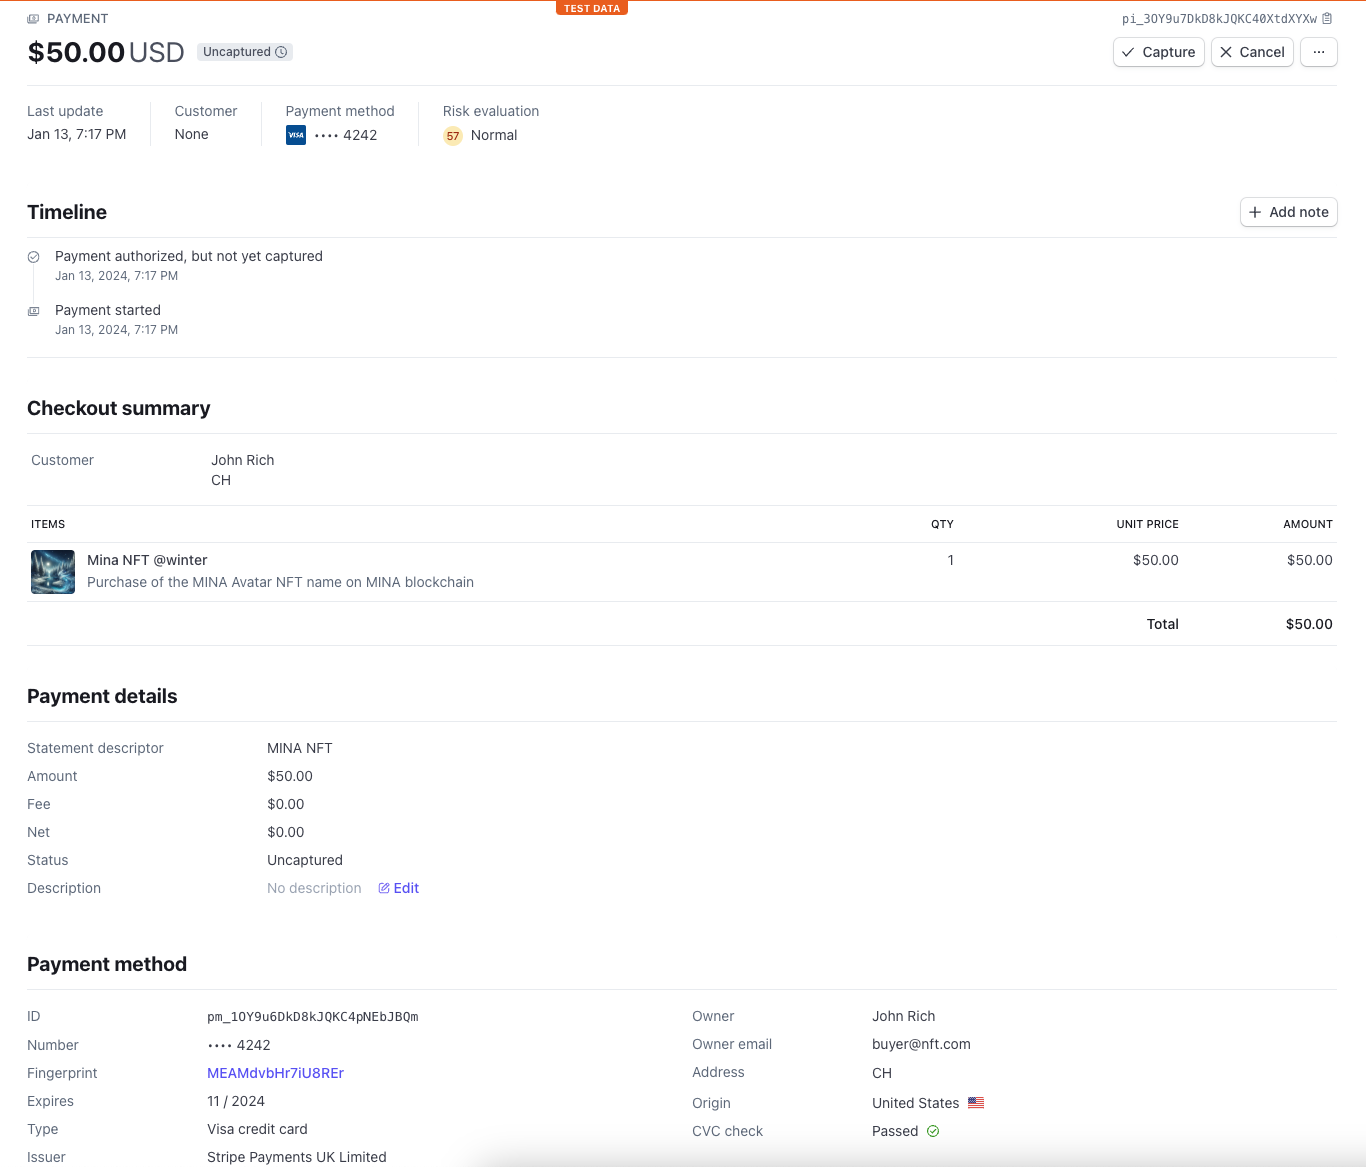 TEST DATA
PAYMENT
pi_3OY9u7DkD8kJQKC40XtdXYXw
$50.00 USD Uncaptured
Capture Cancel ...
Last update Customer Payment method Risk evaluation
Jan 13, 7:17 PM None VISA •••• 4242 57 Normal
Timeline
Add note
Payment authorized, but not yet captured
Jan 13, 2024, 7:17 PM
Payment started
Jan 13, 2024, 7:17 PM
Checkout summary
Customer John Rich
CH
ITEMS QTY UNIT PRICE AMOUNT
Mina NFT @winter 1 $50.00 $50.00
Purchase of the MINA Avatar NFT name on MINA blockchain
Total $50.00
Payment details
Statement descriptor MINA NFT
Amount $50.00
Fee $0.00
Net $0.00
Status Uncaptured
Description No description Edit
Payment method
ID pm_1OY9u6DkD8kJQKC4pNEbJBQm
Number •••• 4242
Fingerprint MEAMdvbHr7iU8REr
Expires 11 / 2024
Type Visa credit card
Issuer Stripe Payments UK Limited
Owner John Rich
Owner email buyer@nft.com
Address CH
Origin United States
CVC check Passed